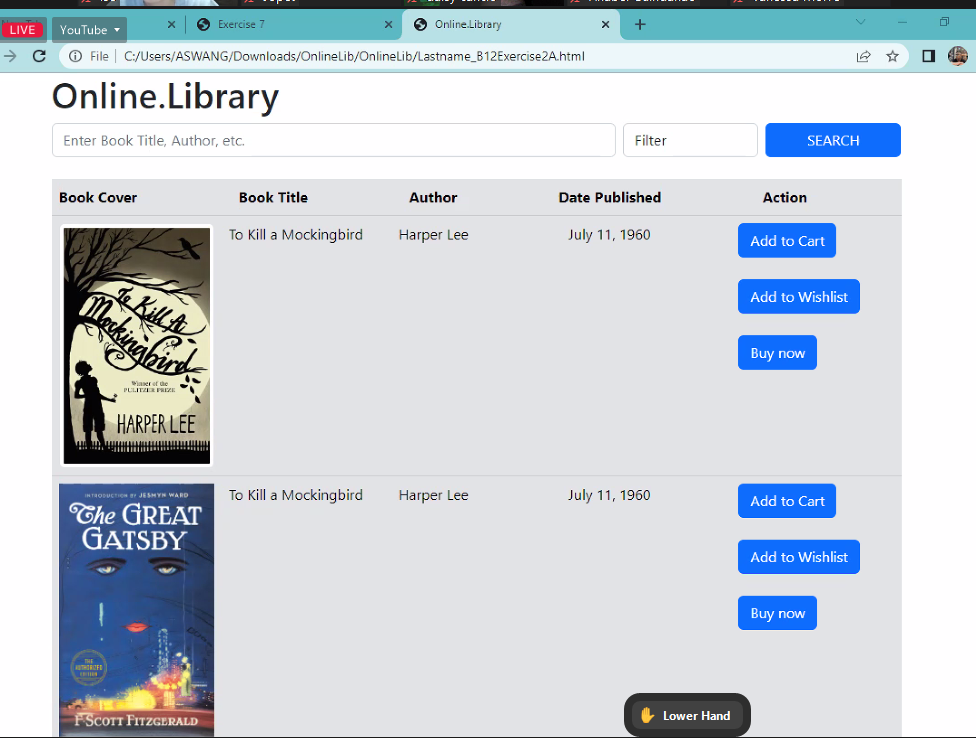 LIVE
YouTube
Exercise 7
Online.Library
File
C:/Users/ASWANG/Downloads/OnlineLib/OnlineLib/Lastname_B12Exercise2A.html
Online.Library
Enter Book Title, Author, etc.
Filter
SEARCH
Book Cover Book Title Author Date Published Action
To Kill a Mockingbird Harper Lee July 11, 1960 Add to Cart
Add to Wishlist
Buy now
To Kill A
Mockingbird
Winner of the
PULITZER PRIZE
HARPER LEE
To Kill a Mockingbird Harper Lee July 11, 1960 Add to Cart
Add to Wishlist
Buy now
INTRODUCTION BY JESMYN WARD
The GREAT
GATSBY
THE
AUTHORIZED
EDITION
F. SCOTT FITZGERALD
Lower Hand